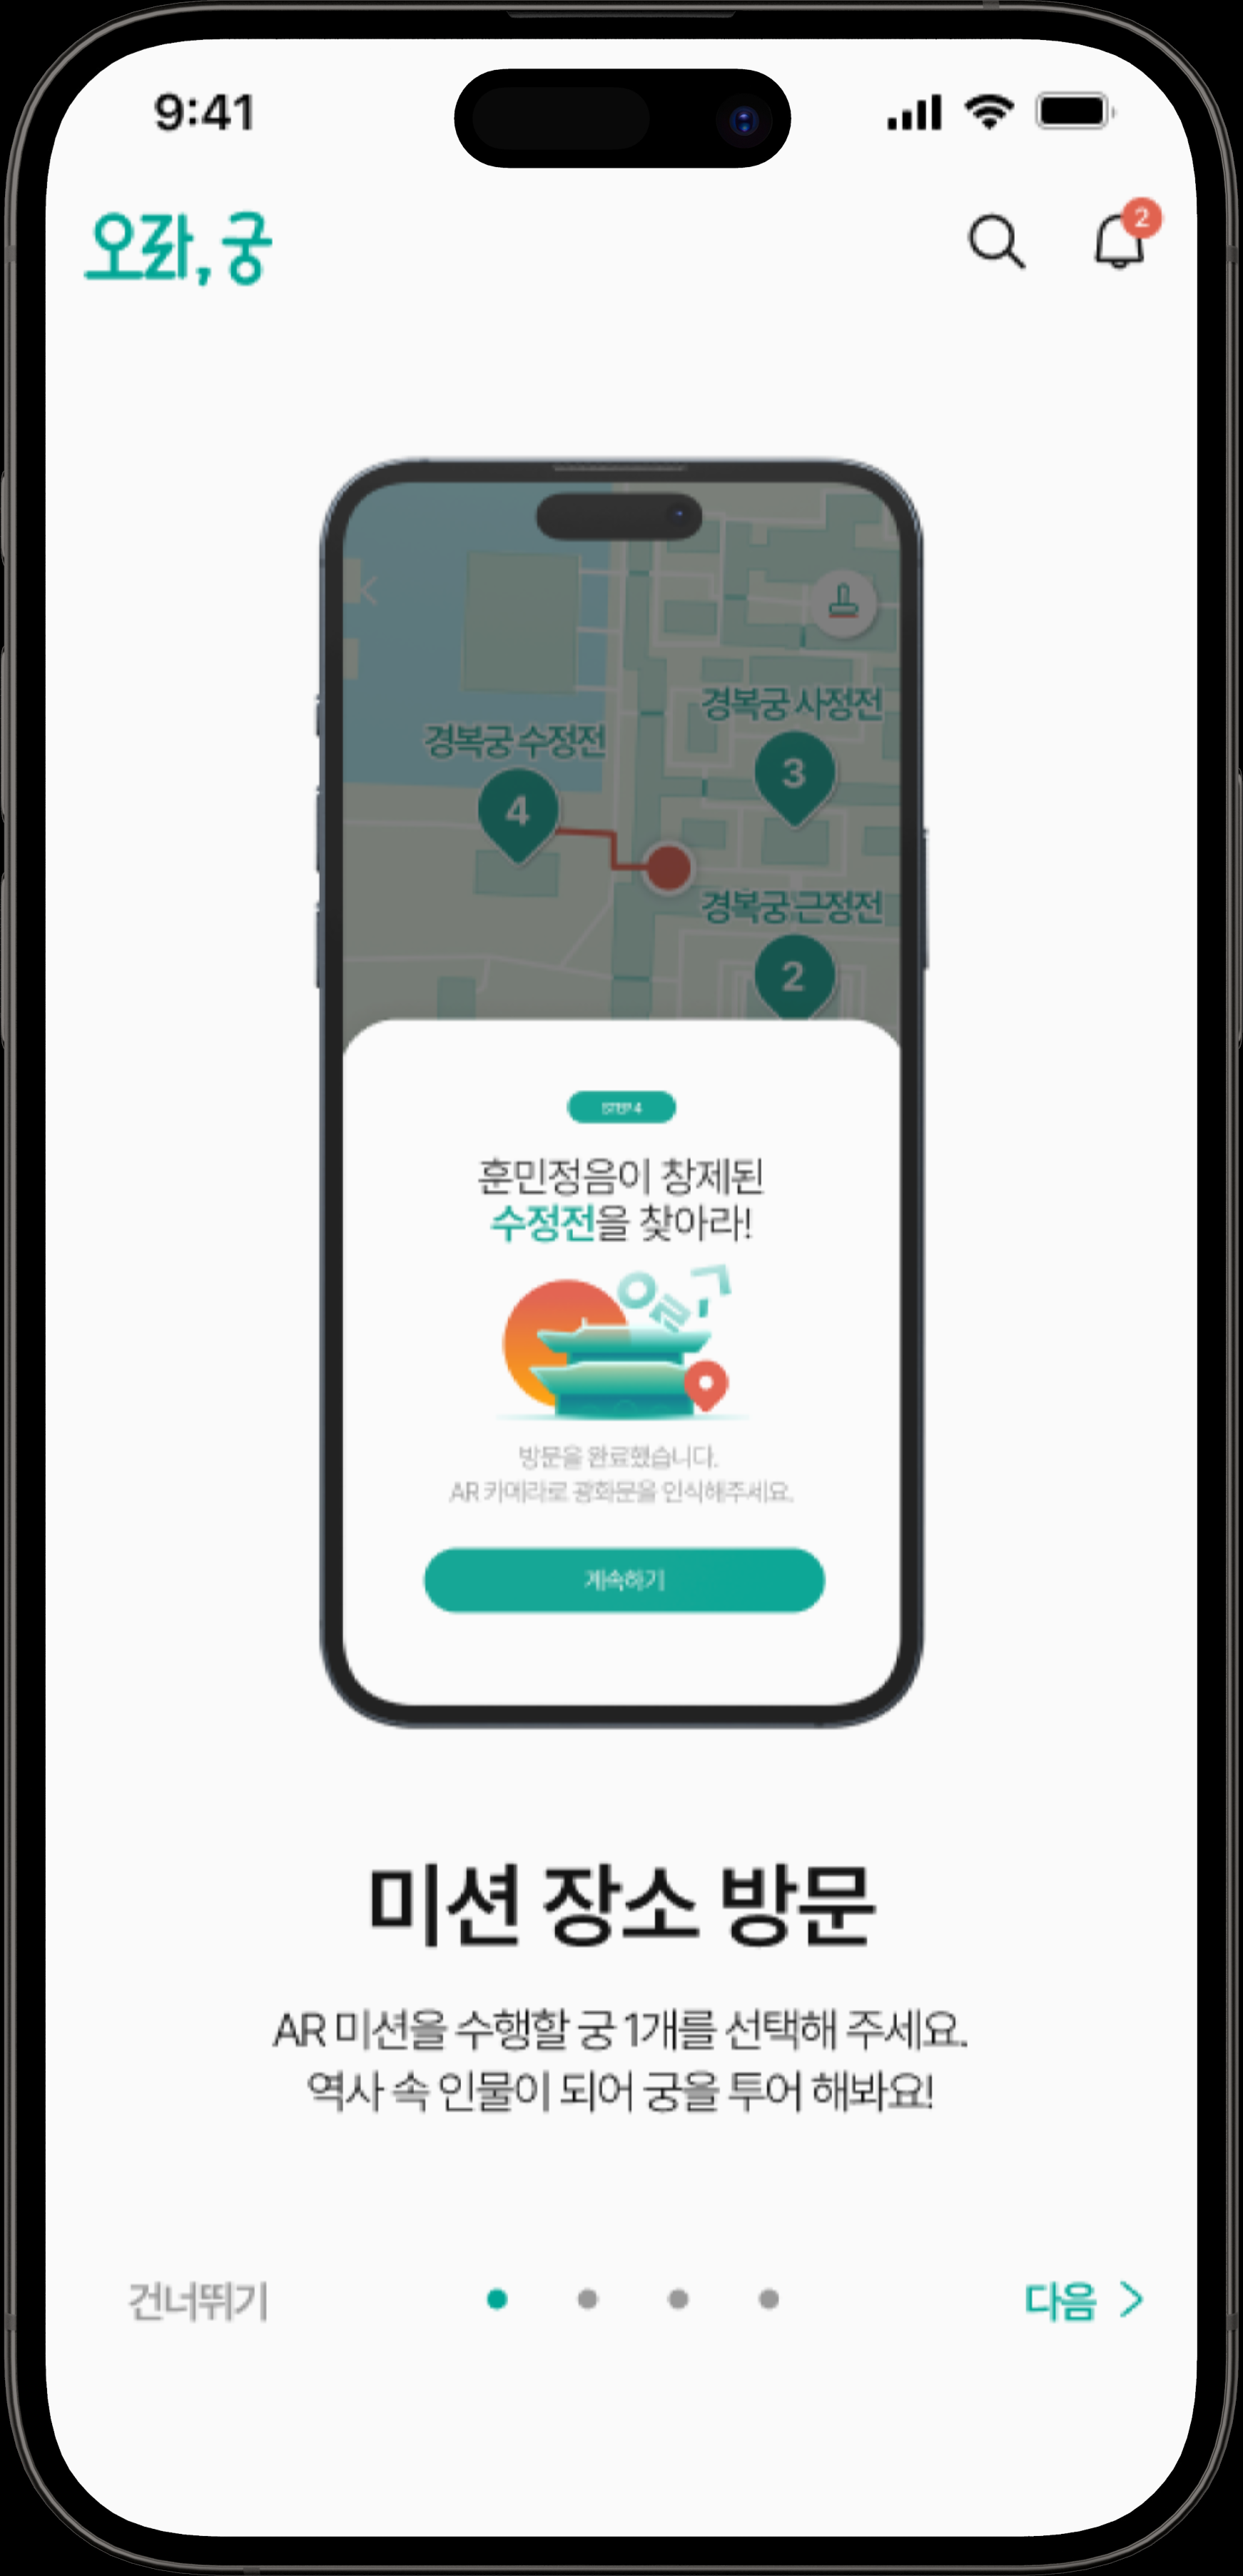 9:41
오롸, 궁
2
경복궁 사정전
경복궁 수정전
3
4
경복궁 근정전
2
STEP 4
훈민정음이 창제된
수정전을 찾아라!
방문을 완료했습니다.
AR 카메라로 광화문을 인식해주세요.
계속하기
미션 장소 방문
AR 미션을 수행할 궁 1개를 선택해 주세요.
역사 속 인물이 되어 궁을 투어 해봐요!
건너뛰기
다음